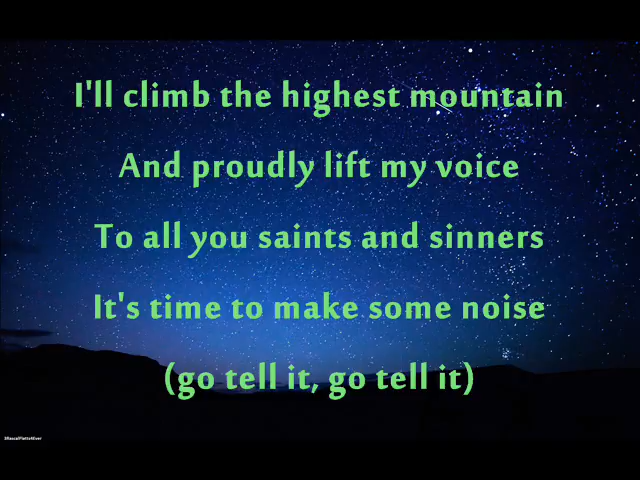 I'll climb the highest mountain
And proudly lift my voice
To all you saints and sinners
It's time to make some noise
(go tell it, go tell it)
BRascalFlatts4Ever